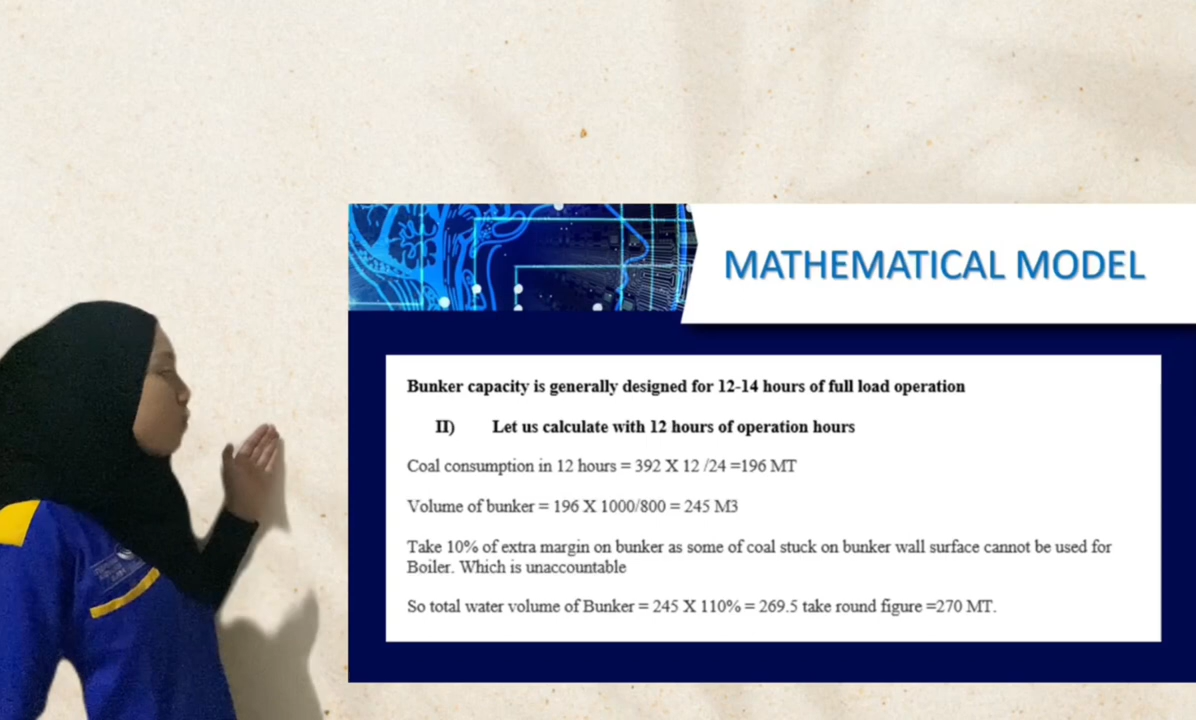 MATHEMATICAL MODEL
Bunker capacity is generally designed for 12-14 hours of full load operation
II) Let us calculate with 12 hours of operation hours
Coal consumption in 12 hours = 392 X 12 /24 =196 MT
Volume of bunker = 196 X 1000/800 = 245 M3
Take 10% of extra margin on bunker as some of coal stuck on bunker wall surface cannot be used for
Boiler. Which is unaccountable
So total water volume of Bunker = 245 X 110% = 269.5 take round figure =270 MT.